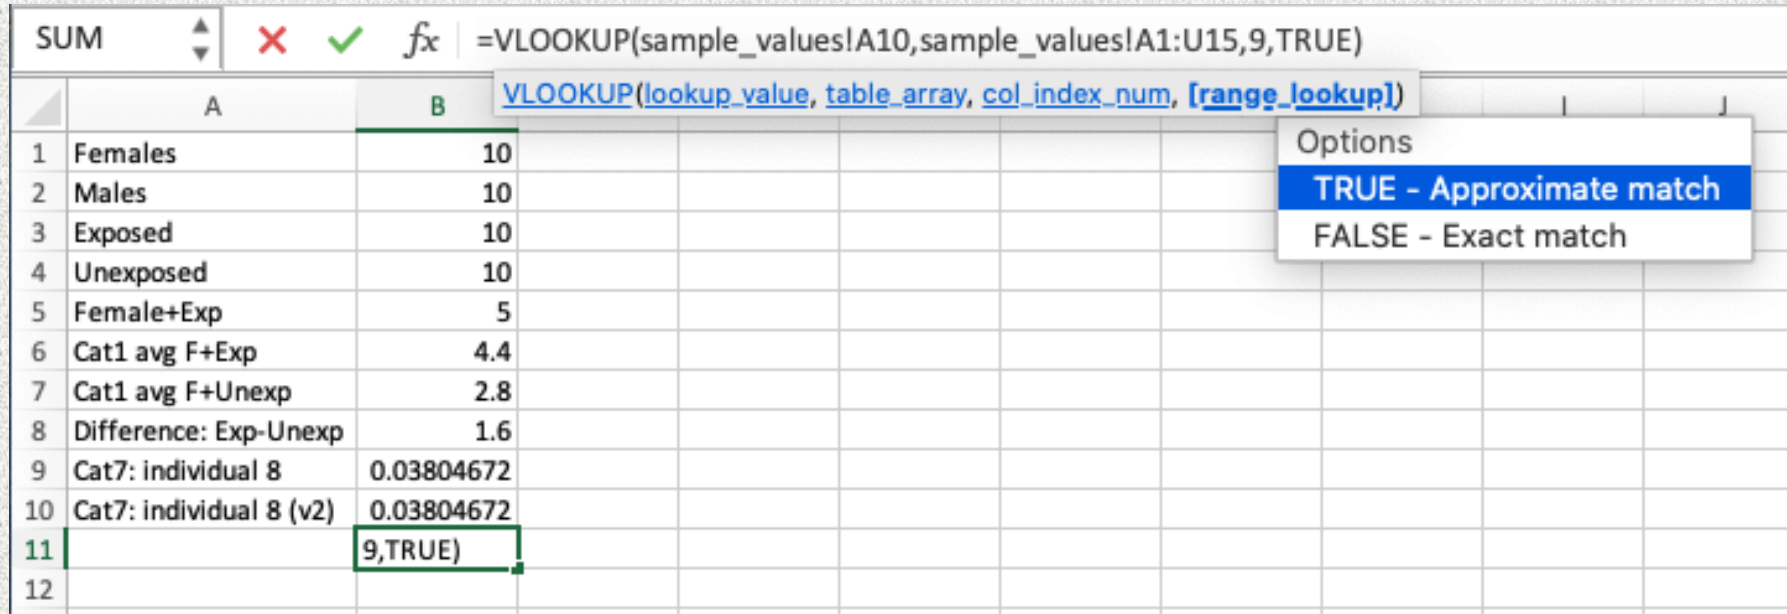 SUM fx =VLOOKUP(sample_values!A10,sample_values!A1:U15,9,TRUE)
VLOOKUP(lookup_value, table_array, col_index_num, [range_lookup])
A B I J
Options
TRUE - Approximate match
FALSE - Exact match
1 Females 10
2 Males 10
3 Exposed 10
4 Unexposed 10
5 Female+Exp 5
6 Cat1 avg F+Exp 4.4
7 Cat1 avg F+Unexp 2.8
8 Difference: Exp-Unexp 1.6
9 Cat7: individual 8 0.03804672
10 Cat7: individual 8 (v2) 0.03804672
11 9,TRUE)
12